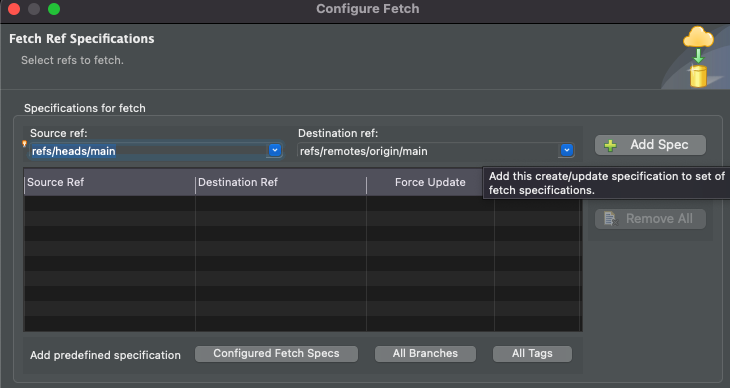 Configure Fetch
Fetch Ref Specifications
Select refs to fetch.
Specifications for fetch
Source ref:
Destination ref:
refs/heads/main
refs/remotes/origin/main
Add Spec
Source Ref
Destination Ref
Force Update
Add this create/update specification to set of
fetch specifications.
Remove All
Add predefined specification
Configured Fetch Specs
All Branches
All Tags